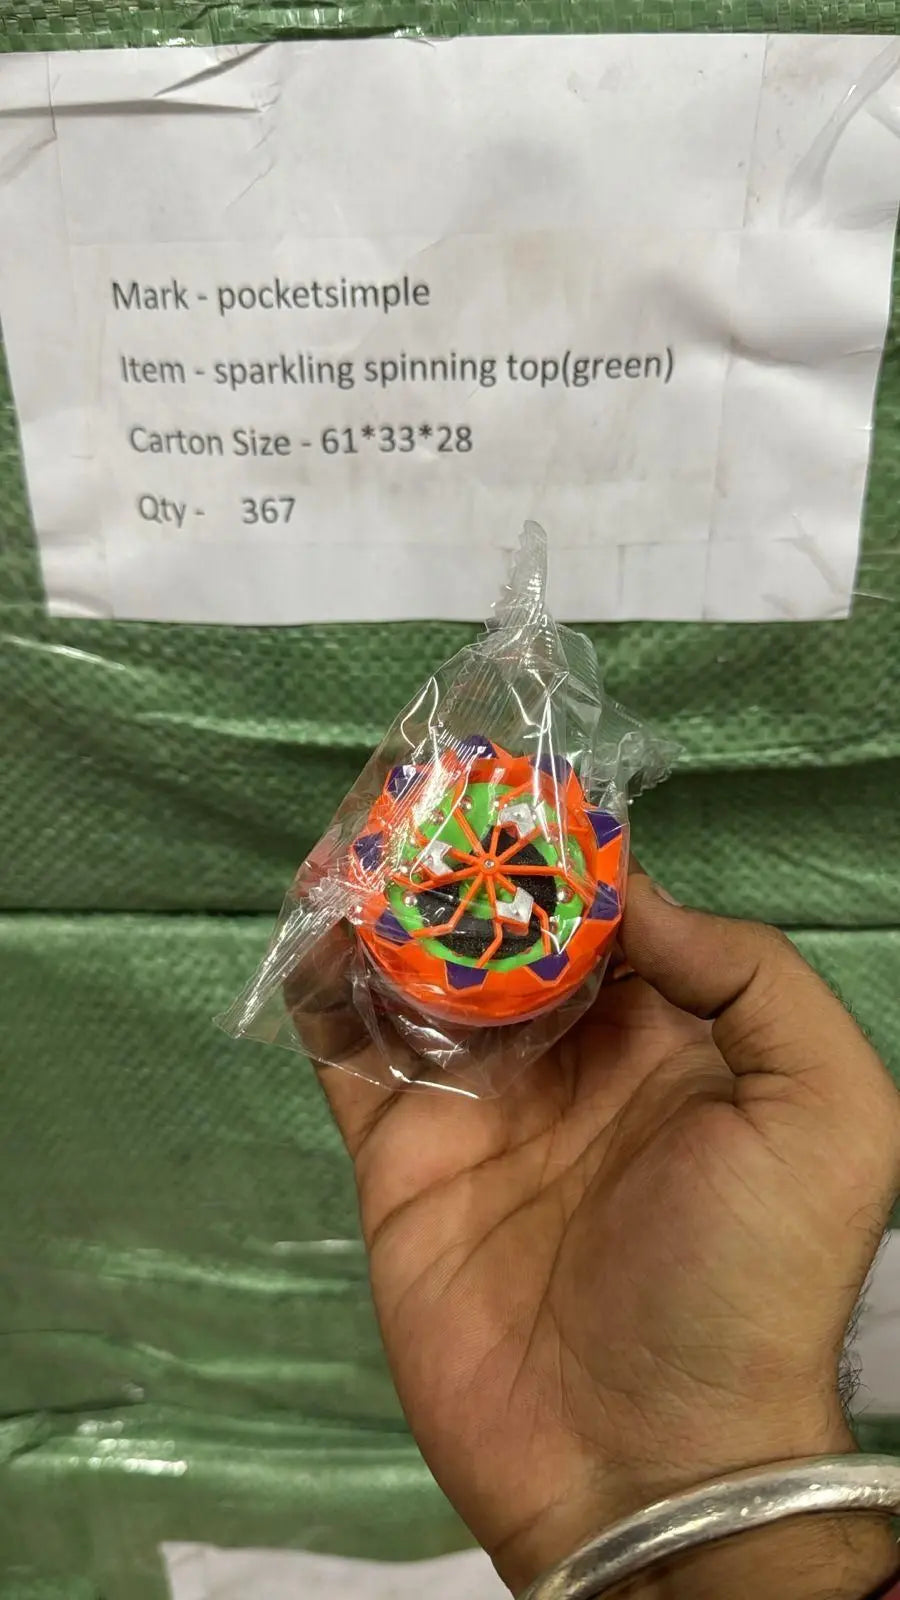 Mark - pocketsimple
Item - sparkling spinning top(green)
Carton Size - 61*33*28
Qty - 367